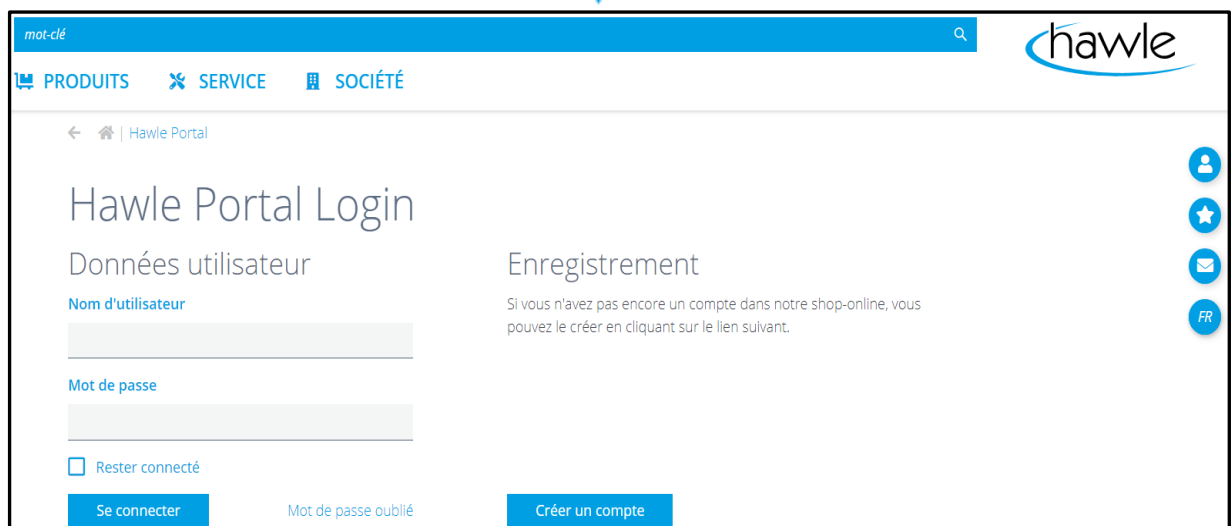 mot-clé
hawle
PRODUITS SERVICE SOCIÉTÉ
| Hawle Portal
Hawle Portal Login
Données utilisateur
Nom d'utilisateur
Mot de passe
Rester connecté
Se connecter Mot de passe oublié
Enregistrement
Si vous n'avez pas encore un compte dans notre shop-online, vous
pouvez le créer en cliquant sur le lien suivant.
Créer un compte
FR